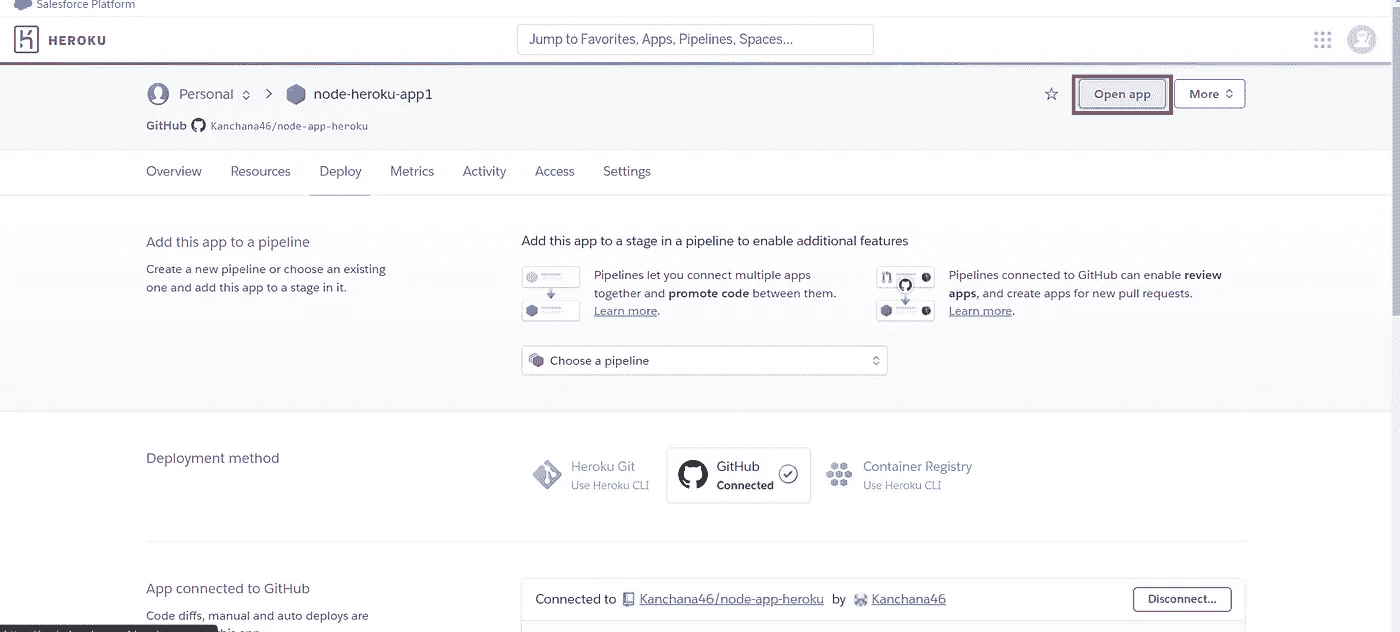 Salesforce Platform
HEROKU
Jump to Favorites, Apps, Pipelines, Spaces...
Personal
node-heroku-app1
Open app
More
GitHub Kanchana46/node-app-heroku
Overview Resources Deploy Metrics Activity Access Settings
Add this app to a pipeline
Create a new pipeline or choose an existing
one and add this app to a stage in it.
Add this app to a stage in a pipeline to enable additional features
Pipelines let you connect multiple apps
together and promote code between them.
Learn more.
Pipelines connected to GitHub can enable review
apps, and create apps for new pull requests.
Learn more.
Choose a pipeline
Deployment method
Heroku Git
Use Heroku CLI
GitHub
Connected
Container Registry
Use Heroku CLI
App connected to GitHub
Code diffs, manual and auto deploys are
Connected to Kanchana46/node-app-heroku by Kanchana46
Disconnect...